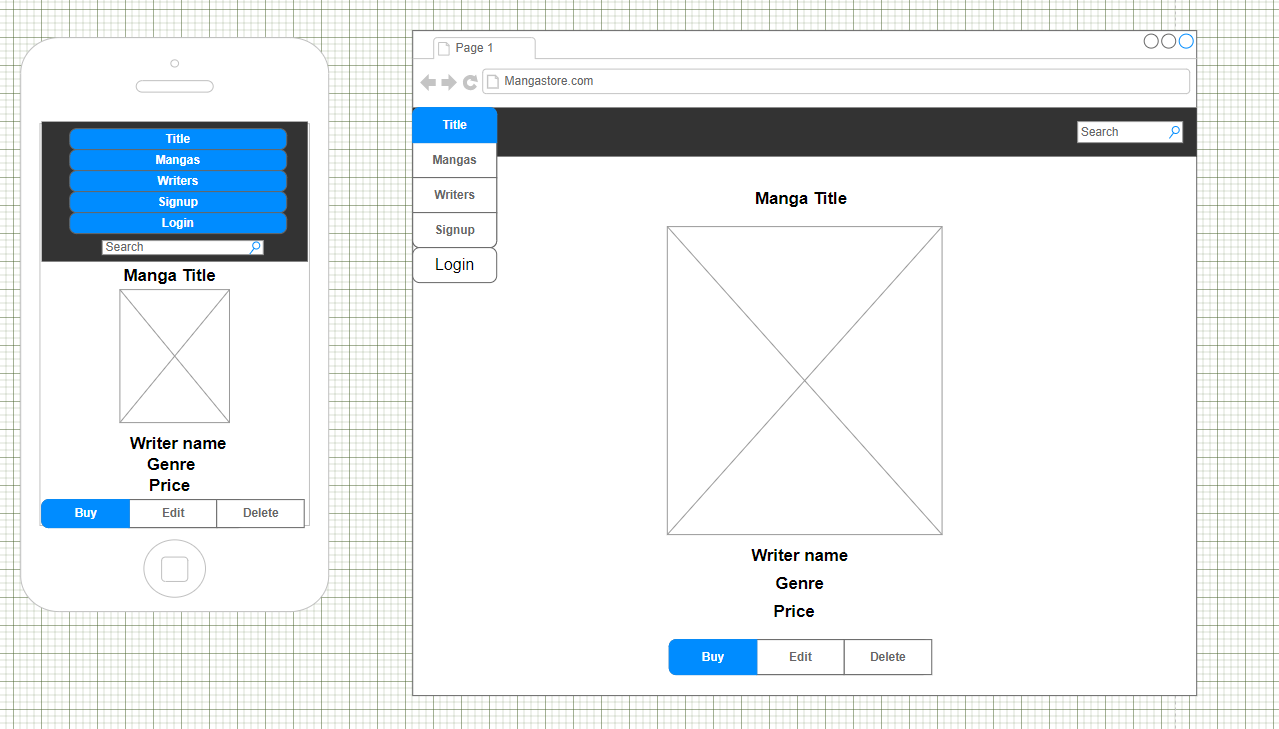 Title
Mangas
Writers
Signup
Login
Search
Manga Title
Writer name
Genre
Price
Buy Edit Delete
Page 1
Mangastore.com
Title
Search
Mangas
Writers
Signup
Login
Manga Title
Writer name
Genre
Price
Buy Edit Delete